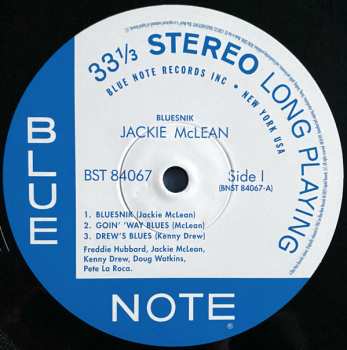 33 1/3 STEREO LONG PLAYING
BLUE NOTE RECORDS INC • NEW YORK USA
BLUESNIK
JACKIE McLEAN
BST 84067
Side I
(BNST 84067-A)
1. BLUESNIK (Jackie McLean)
2. GOIN' 'WAY BLUES (McLean)
3. DREW'S BLUES (Kenny Drew)
Freddie Hubbard, Jackie McLean,
Kenny Drew, Doug Watkins,
Pete La Roca.
BLUE
NOTE
®